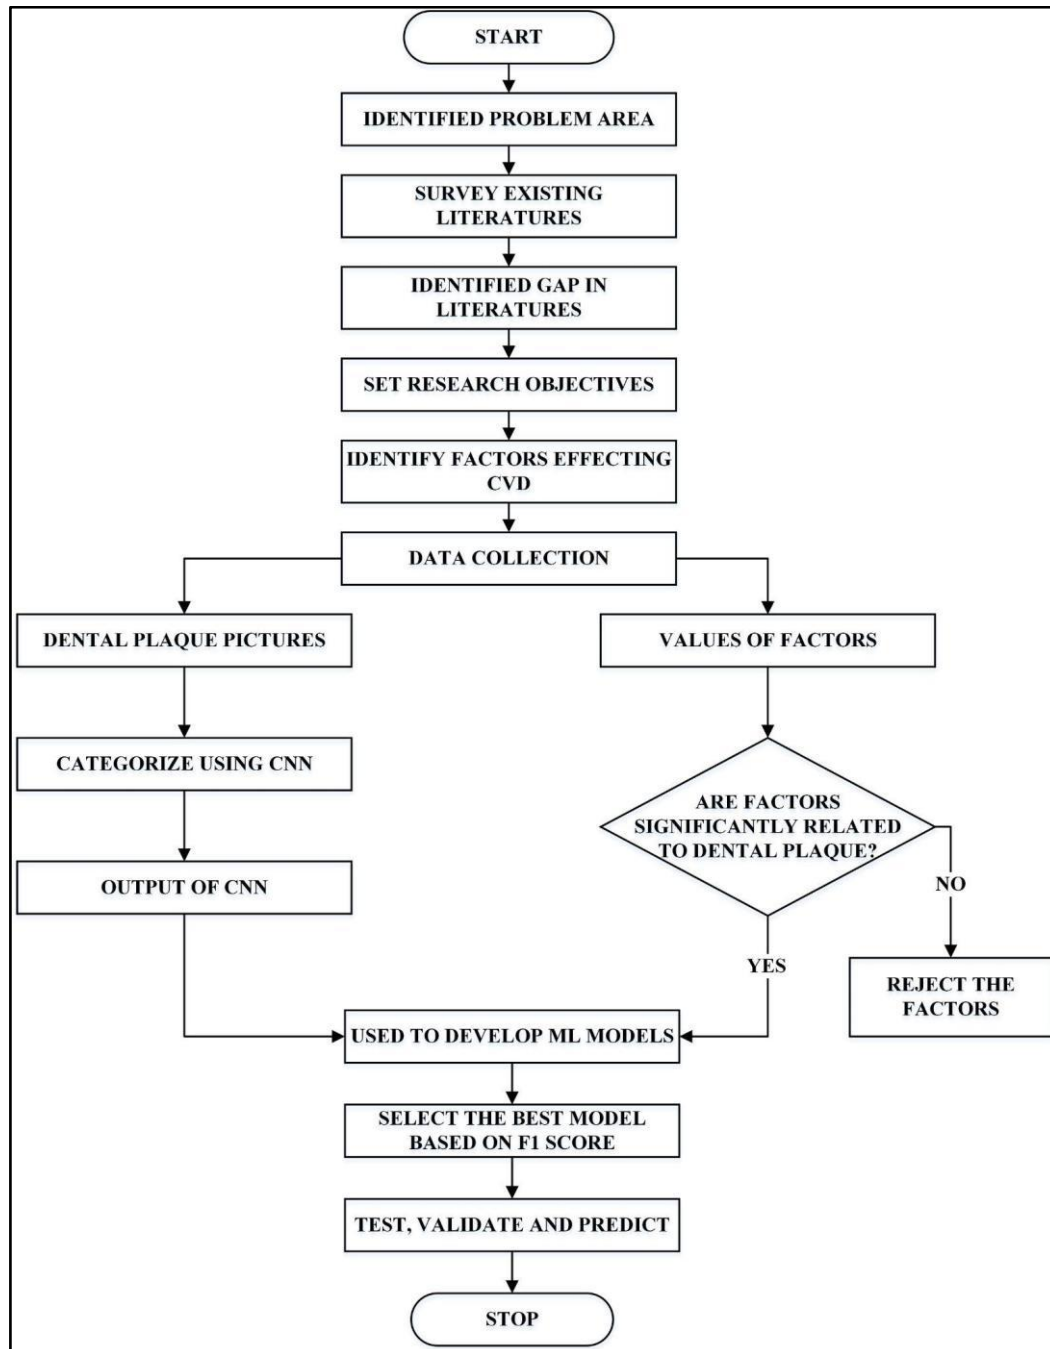 START
IDENTIFIED PROBLEM AREA
SURVEY EXISTING
LITERATURES
IDENTIFIED GAP IN
LITERATURES
SET RESEARCH OBJECTIVES
IDENTIFY FACTORS EFFECTING
CVD
DATA COLLECTION
DENTAL PLAQUE PICTURES
VALUES OF FACTORS
CATEGORIZE USING CNN
ARE FACTORS
SIGNIFICANTLY RELATED
TO DENTAL PLAQUE?
OUTPUT OF CNN
NO
YES
REJECT THE
FACTORS
USED TO DEVELOP ML MODELS
SELECT THE BEST MODEL
BASED ON F1 SCORE
TEST, VALIDATE AND PREDICT
STOP